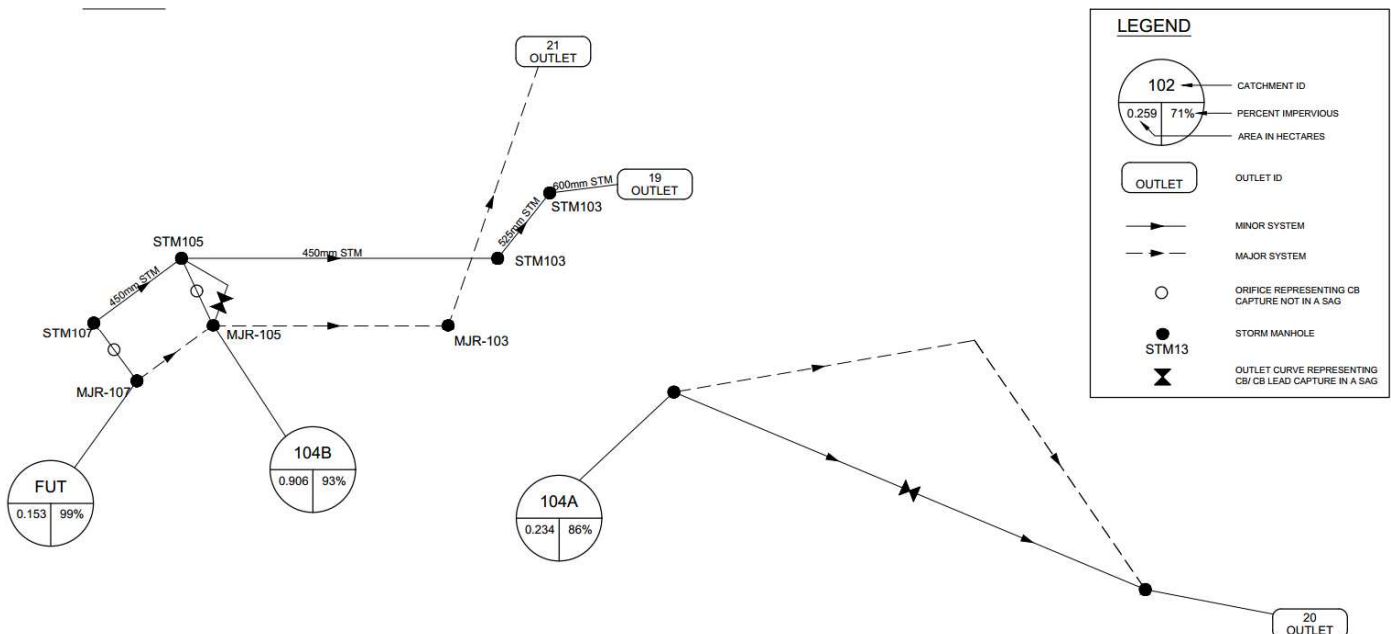 21
OUTLET
600mm STM
19
OUTLET
STM103
525mm STM
STM105
450mm STM
STM103
450mm STM
STM107
MJR-105
MJR-103
MJR-107
104B
0.906 93%
FUT
0.153 99%
104A
0.234 86%
20
OUTLET
LEGEND
102
CATCHMENT ID
0.259 71%
PERCENT IMPERVIOUS
AREA IN HECTARES
OUTLET
OUTLET ID
MINOR SYSTEM
MAJOR SYSTEM
ORIFICE REPRESENTING CB
CAPTURE NOT IN A SAG
STORM MANHOLE
STM13
OUTLET CURVE REPRESENTING
CB/ CB LEAD CAPTURE IN A SAG